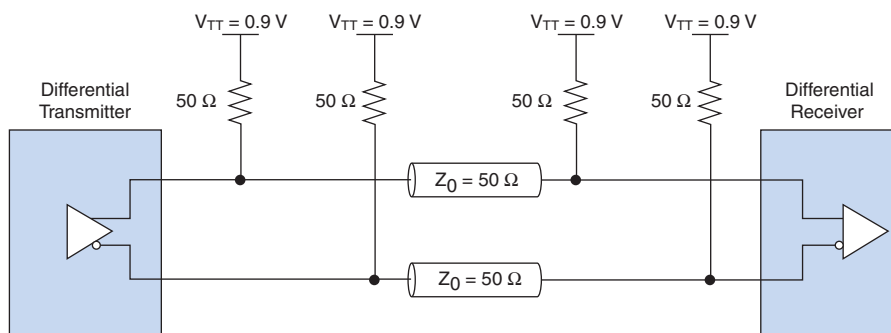 V_TT = 0.9 V   V_TT = 0.9 V   V_TT = 0.9 V   V_TT = 0.9 V
Differential
Transmitter
Differential
Receiver
50 Ω   50 Ω   50 Ω   50 Ω
Z_0 = 50 Ω
Z_0 = 50 Ω